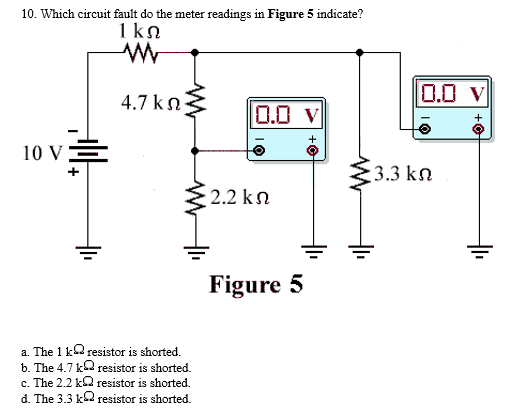 10. Which circuit fault do the meter readings in Figure 5 indicate?
1 kΩ
0.0 V
4.7 kΩ
0.0 V
- +
- +
10 V
-
+
3.3 kΩ
2.2 kΩ
Figure 5
a. The 1 kΩ resistor is shorted.
b. The 4.7 kΩ resistor is shorted.
c. The 2.2 kΩ resistor is shorted.
d. The 3.3 kΩ resistor is shorted.